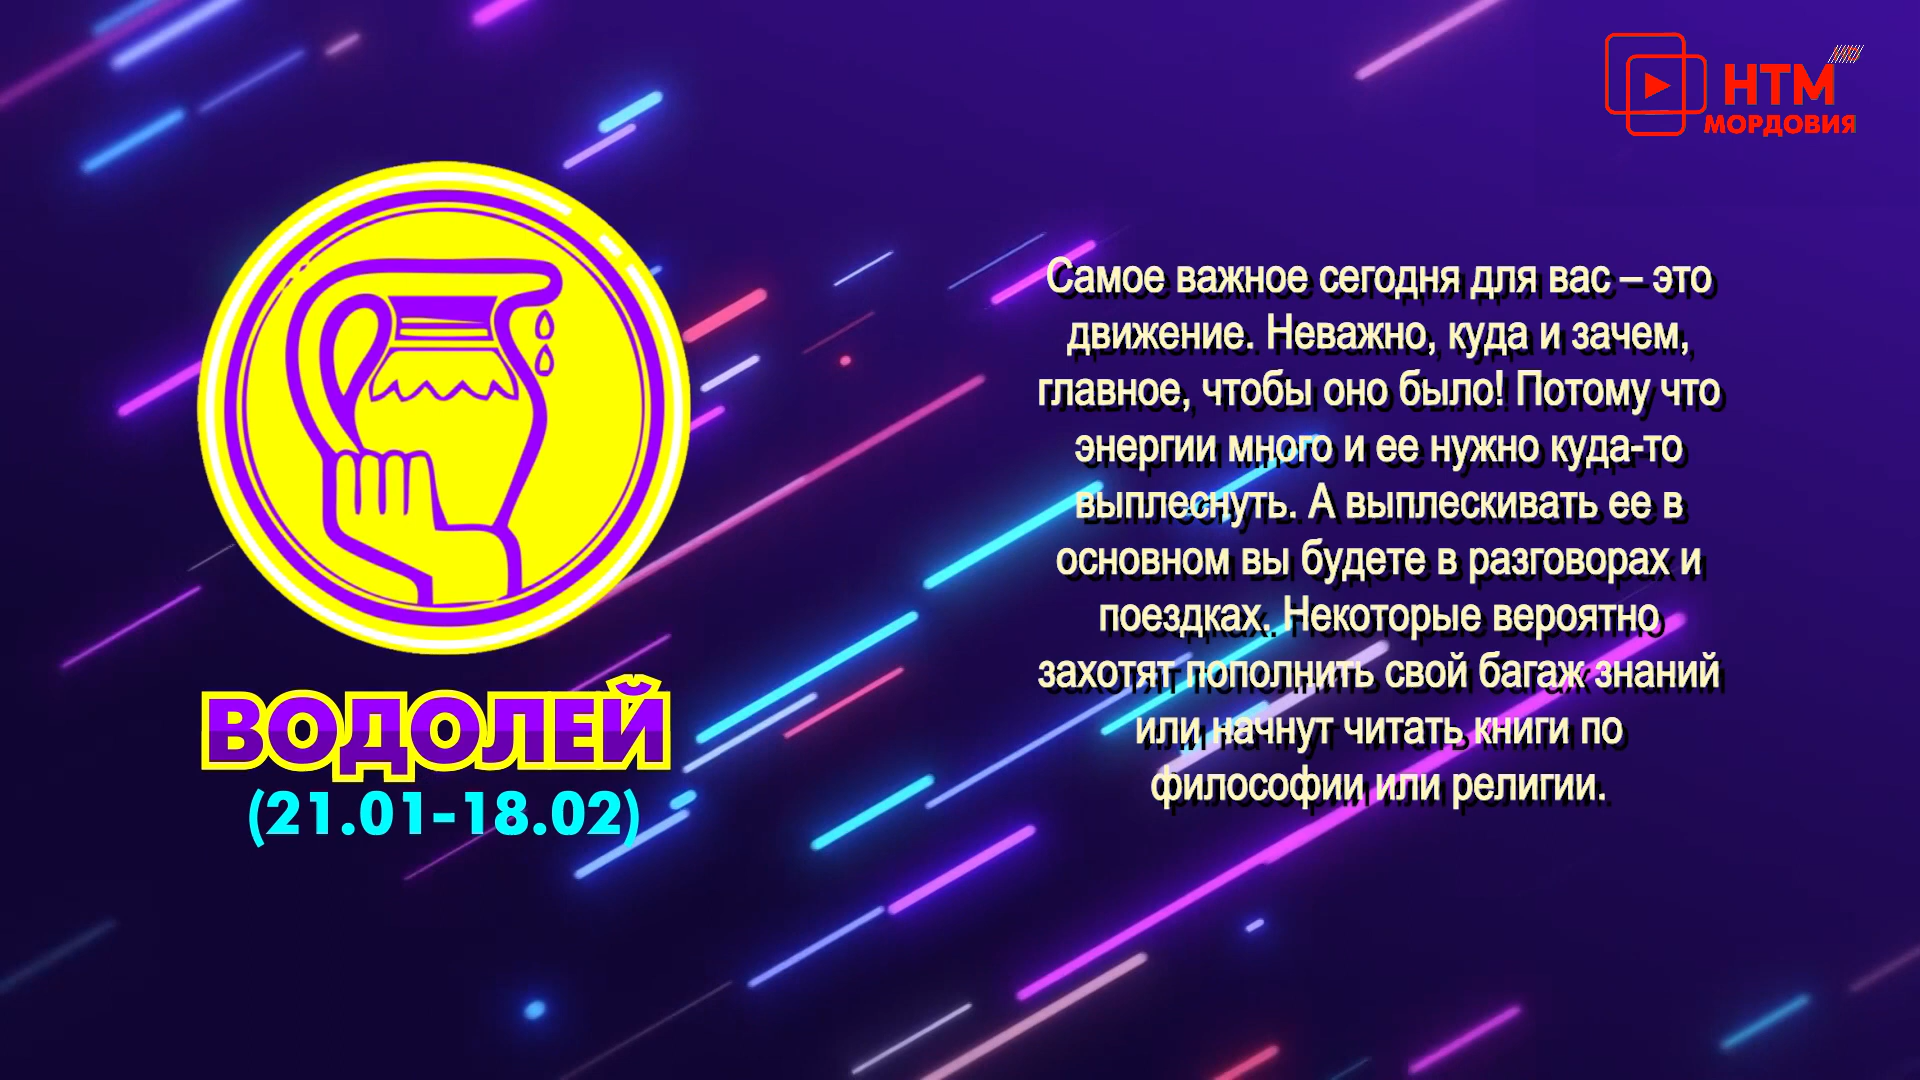 НТМ
МОРДОВИЯ
Самое важное сегодня для вас – это
движение. Неважно, куда и зачем,
главное, чтобы оно было! Потому что
энергии много и ее нужно куда-то
выплеснуть. А выплескивать ее в
основном вы будете в разговорах и
поездках. Некоторые вероятно
захотят пополнить свой багаж знаний
или начнут читать книги по
философии или религии.
ВОДОЛЕЙ
(21.01-18.02)